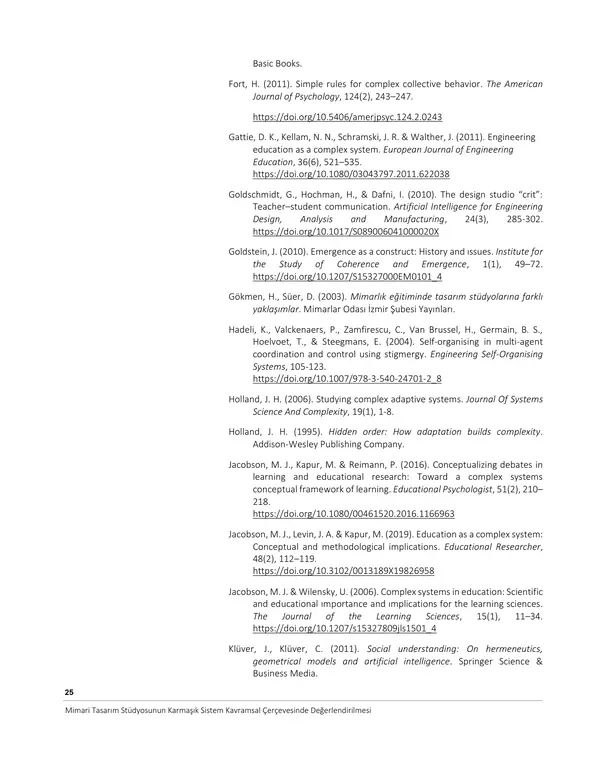 Basic Books.
Fort, H. (2011). Simple rules for complex collective behavior. The American
Journal of Psychology, 124(2), 243–247.
https://doi.org/10.5406/amerjpsyc.124.2.0243
Gattie, D. K., Kellam, N. N., Schramski, J. R. & Walther, J. (2011). Engineering
education as a complex system. European Journal of Engineering
Education, 36(6), 521–535.
https://doi.org/10.1080/03043797.2011.622038
Goldschmidt, G., Hochman, H., & Dafni, I. (2010). The design studio “crit”:
Teacher–student communication. Artificial Intelligence for Engineering
Design, Analysis and Manufacturing, 24(3), 285-302.
https://doi.org/10.1017/S089006041000020X
Goldstein, J. (2010). Emergence as a construct: History and ıssues. Institute for
the Study of Coherence and Emergence, 1(1), 49–72.
https://doi.org/10.1207/S15327000EM0101_4
Gökmen, H., Süer, D. (2003). Mimarlık eğitiminde tasarım stüdyolarına farklı
yaklaşımlar. Mimarlar Odası İzmir Şubesi Yayınları.
Hadeli, K., Valckenaers, P., Zamfirescu, C., Van Brussel, H., Germain, B. S.,
Hoelvoet, T., & Steegmans, E. (2004). Self-organising in multi-agent
coordination and control using stigmergy. Engineering Self-Organising
Systems, 105-123.
https://doi.org/10.1007/978-3-540-24701-2_8
Holland, J. H. (2006). Studying complex adaptive systems. Journal Of Systems
Science And Complexity, 19(1), 1-8.
Holland, J. H. (1995). Hidden order: How adaptation builds complexity.
Addison-Wesley Publishing Company.
Jacobson, M. J., Kapur, M. & Reimann, P. (2016). Conceptualizing debates in
learning and educational research: Toward a complex systems
conceptual framework of learning. Educational Psychologist, 51(2), 210–
218.
https://doi.org/10.1080/00461520.2016.1166963
Jacobson, M. J., Levin, J. A. & Kapur, M. (2019). Education as a complex system:
Conceptual and methodological implications. Educational Researcher,
48(2), 112–119.
https://doi.org/10.3102/0013189X19826958
Jacobson, M. J. & Wilensky, U. (2006). Complex systems in education: Scientific
and educational ımportance and ımplications for the learning sciences.
The Journal of the Learning Sciences, 15(1), 11–34.
https://doi.org/10.1207/s15327809jls1501_4
Klüver, J., Klüver, C. (2011). Social understanding: On hermeneutics,
geometrical models and artificial intelligence. Springer Science &
Business Media.
25
Mimari Tasarım Stüdyosunun Karmaşık Sistem Kavramsal Çerçevesinde Değerlendirilmesi